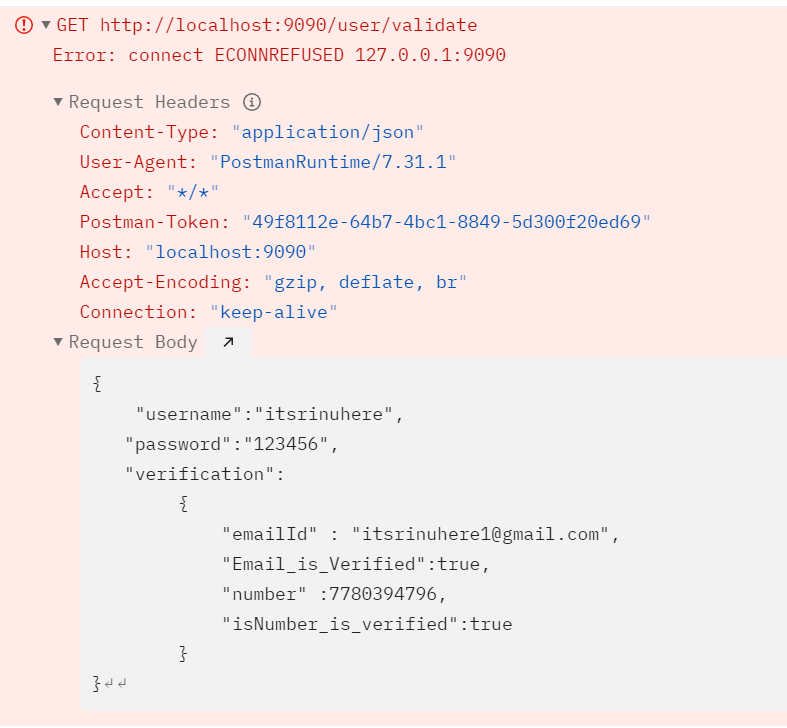 GET http://localhost:9090/user/validate
Error: connect ECONNREFUSED 127.0.0.1:9090
Request Headers
Content-Type: "application/json"
User-Agent: "PostmanRuntime/7.31.1"
Accept: "*/*"
Postman-Token: "49f8112e-64b7-4bc1-8849-5d300f20ed69"
Host: "localhost:9090"
Accept-Encoding: "gzip, deflate, br"
Connection: "keep-alive"
Request Body
{
"username":"itsrinuhere",
"password":"123456",
"verification":
{
"emailId" : "itsrinuhere1@gmail.com",
"Email_is_Verified":true,
"number" :7780394796,
"isNumber_is_verified":true
}
}↵↵